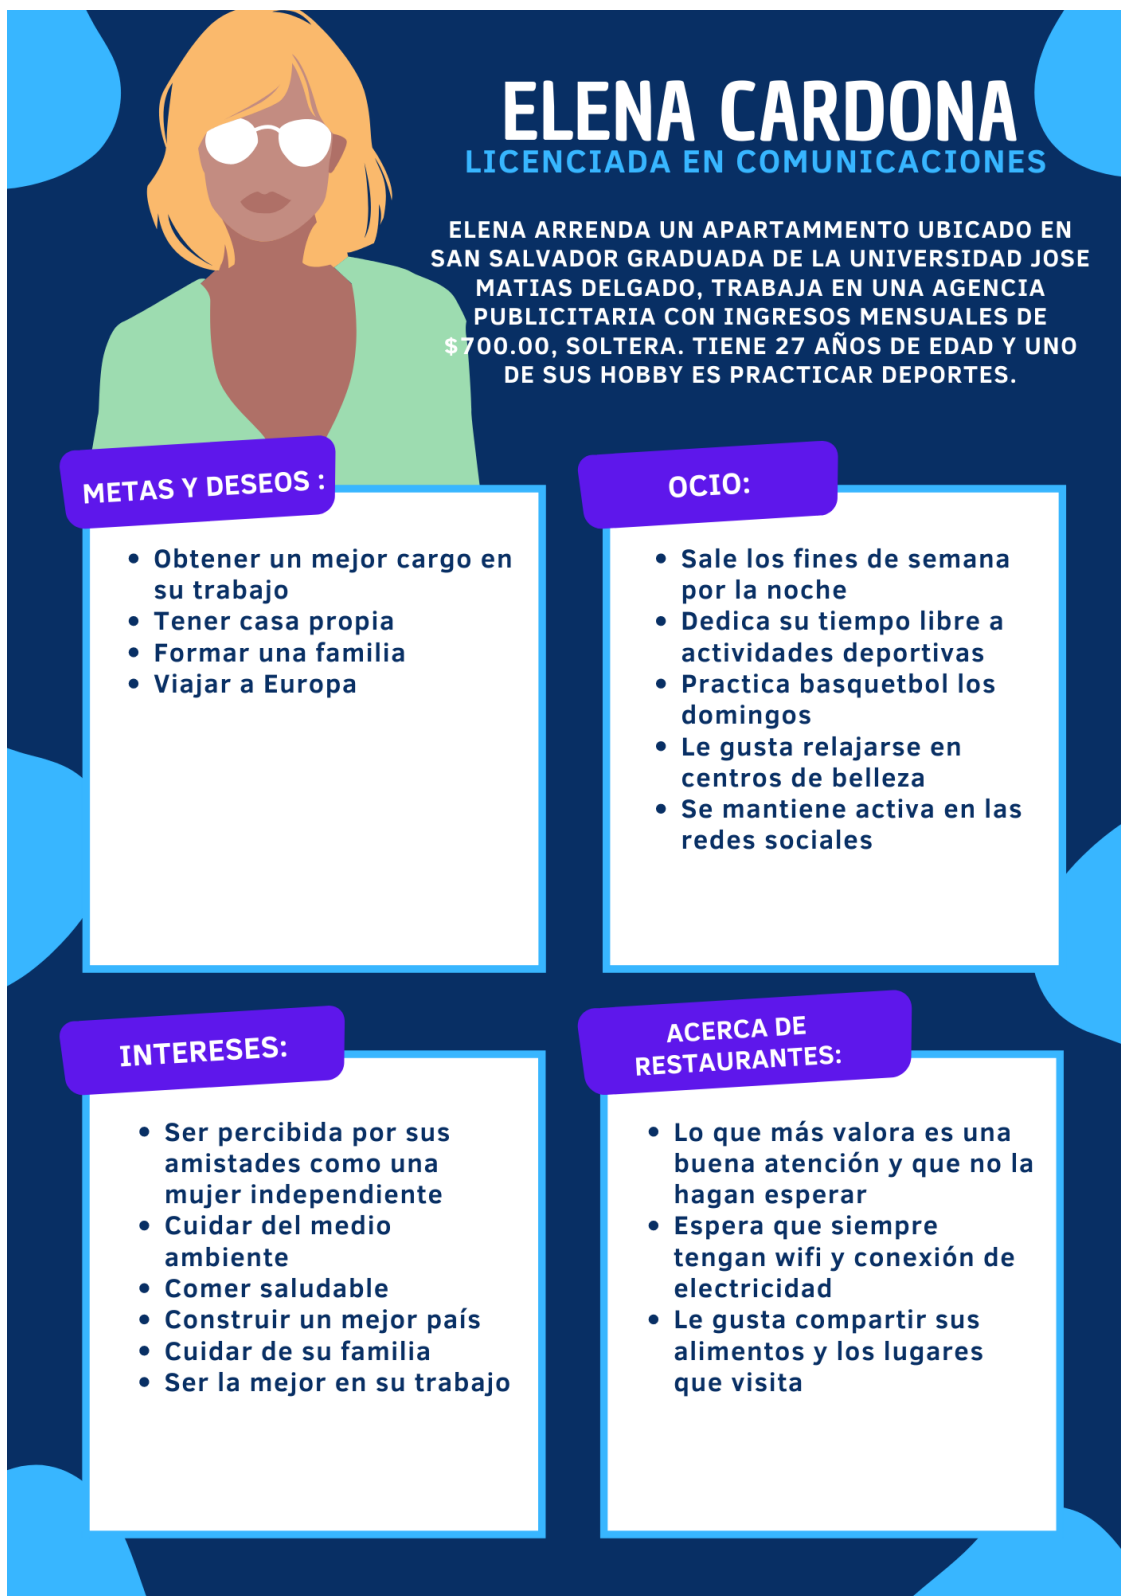 ELENA CARDONA
LICENCIADA EN COMUNICACIONES
ELENA ARRENDA UN APARTAMMENTO UBICADO EN
SAN SALVADOR GRADUADA DE LA UNIVERSIDAD JOSE
MATIAS DELGADO, TRABAJA EN UNA AGENCIA
PUBLICITARIA CON INGRESOS MENSUALES DE
$700.00, SOLTERA. TIENE 27 AÑOS DE EDAD Y UNO
DE SUS HOBBY ES PRACTICAR DEPORTES.
METAS Y DESEOS :
• Obtener un mejor cargo en
su trabajo
• Tener casa propia
• Formar una familia
• Viajar a Europa
OCIO:
• Sale los fines de semana
por la noche
• Dedica su tiempo libre a
actividades deportivas
• Practica basquetbol los
domingos
• Le gusta relajarse en
centros de belleza
• Se mantiene activa en las
redes sociales
INTERESES:
• Ser percibida por sus
amistades como una
mujer independiente
• Cuidar del medio
ambiente
• Comer saludable
• Construir un mejor país
• Cuidar de su familia
• Ser la mejor en su trabajo
ACERCA DE
RESTAURANTES:
• Lo que más valora es una
buena atención y que no la
hagan esperar
• Espera que siempre
tengan wifi y conexión de
electricidad
• Le gusta compartir sus
alimentos y los lugares
que visita